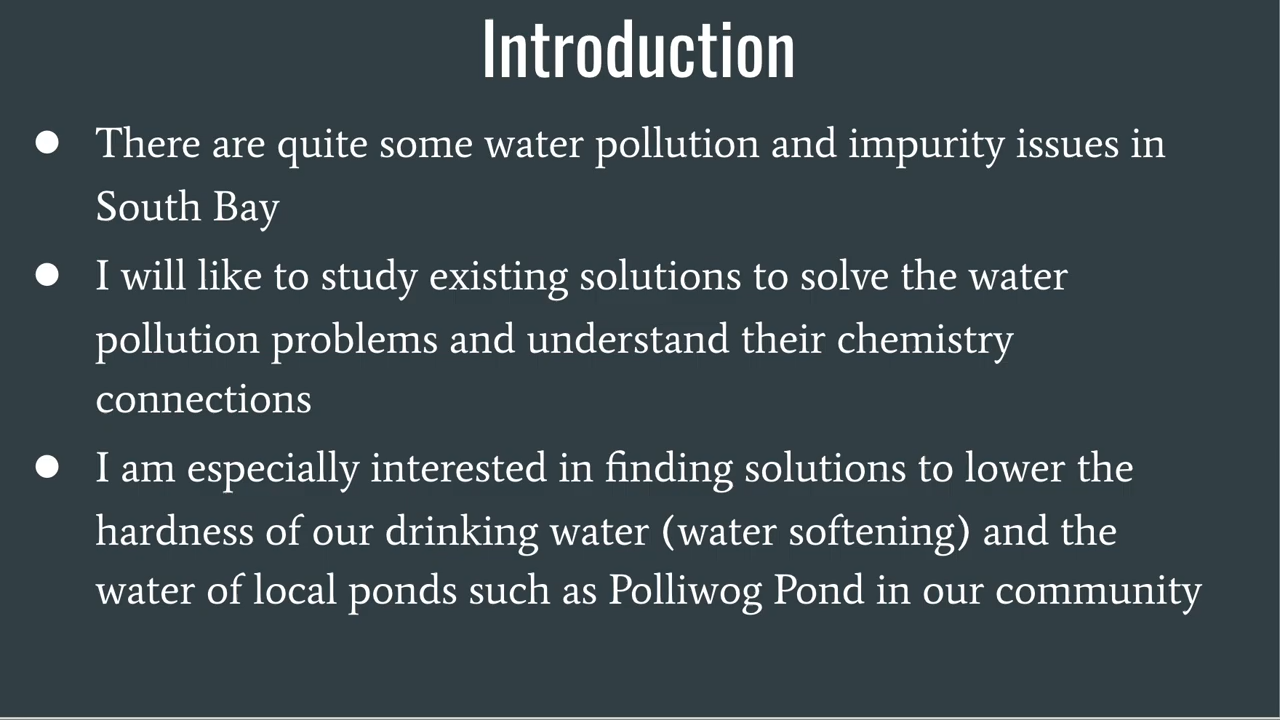 Introduction
● There are quite some water pollution and impurity issues in
South Bay
● I will like to study existing solutions to solve the water
pollution problems and understand their chemistry
connections
● I am especially interested in finding solutions to lower the
hardness of our drinking water (water softening) and the
water of local ponds such as Polliwog Pond in our community